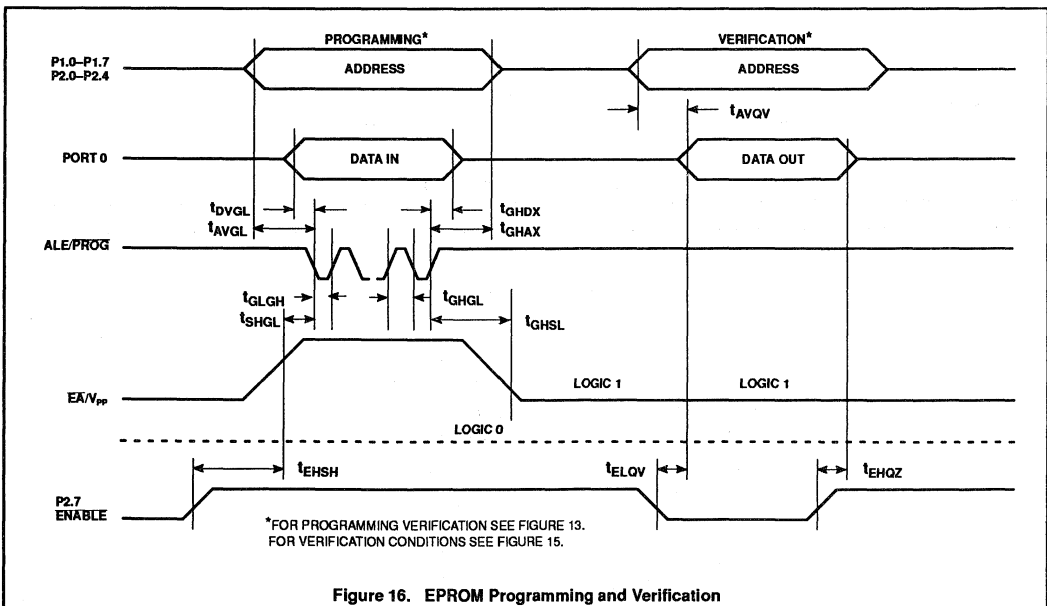 PROGRAMMING*
VERIFICATION*
P1.0–P1.7
P2.0–P2.4
ADDRESS
ADDRESS
tAVQV
PORT 0
DATA IN
DATA OUT
tDVGL
tGHDX
tAVGL
tGHAX
ALE/PROG
tGLGH
tGHGL
tSHGL
tGHSL
EA/VPP
LOGIC 1
LOGIC 1
LOGIC 0
tEHSH
tELQV
tEHQZ
P2.7
ENABLE
*FOR PROGRAMMING VERIFICATION SEE FIGURE 13.
FOR VERIFICATION CONDITIONS SEE FIGURE 15.
Figure 16. EPROM Programming and Verification